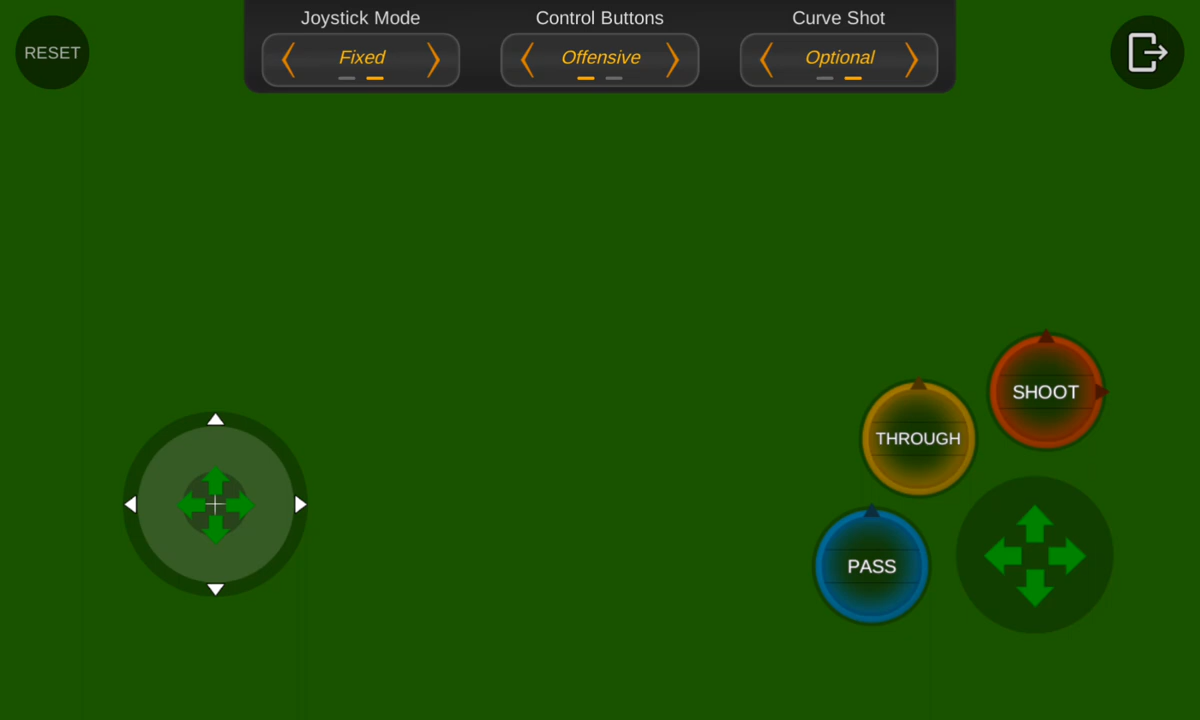 RESET
Joystick Mode
Control Buttons
Curve Shot
Fixed
Offensive
Optional
SHOOT
THROUGH
PASS